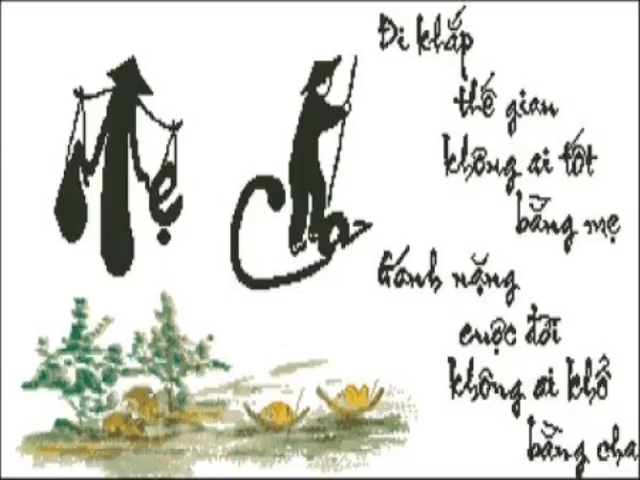 Mẹ Cha
Đi khắp
thế gian
không ai tốt
bằng mẹ
Gánh nặng
cuộc đời
không ai khổ
bằng cha